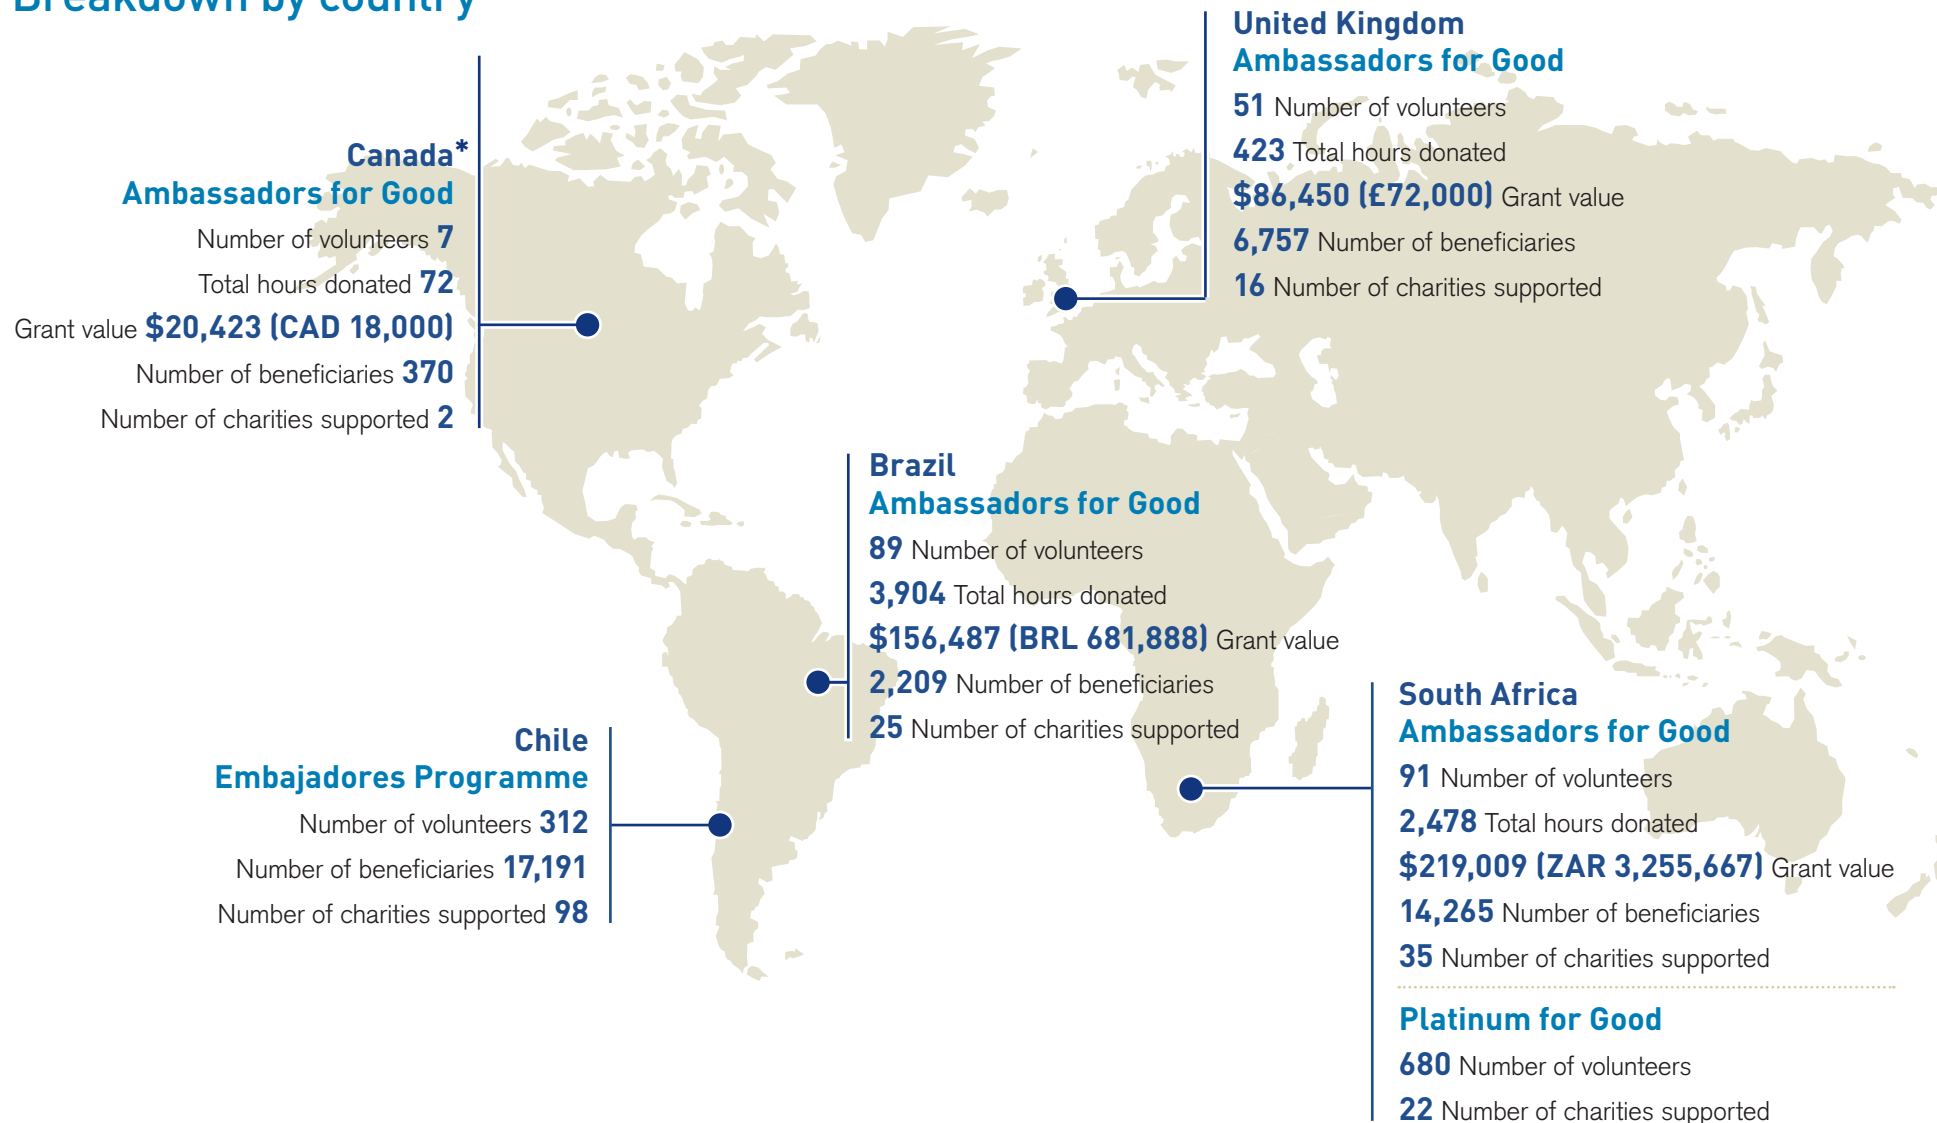 Breakdown by country
Canada*
Ambassadors for Good
Number of volunteers 7
Total hours donated 72
Grant value $20,423 (CAD 18,000)
Number of beneficiaries 370
Number of charities supported 2
United Kingdom
Ambassadors for Good
51 Number of volunteers
423 Total hours donated
$86,450 (£72,000) Grant value
6,757 Number of beneficiaries
16 Number of charities supported
Brazil
Ambassadors for Good
89 Number of volunteers
3,904 Total hours donated
$156,487 (BRL 681,888) Grant value
2,209 Number of beneficiaries
25 Number of charities supported
Chile
Embajadores Programme
Number of volunteers 312
Number of beneficiaries 17,191
Number of charities supported 98
South Africa
Ambassadors for Good
91 Number of volunteers
2,478 Total hours donated
$219,009 (ZAR 3,255,667) Grant value
14,265 Number of beneficiaries
35 Number of charities supported
Platinum for Good
680 Number of volunteers
22 Number of charities supported